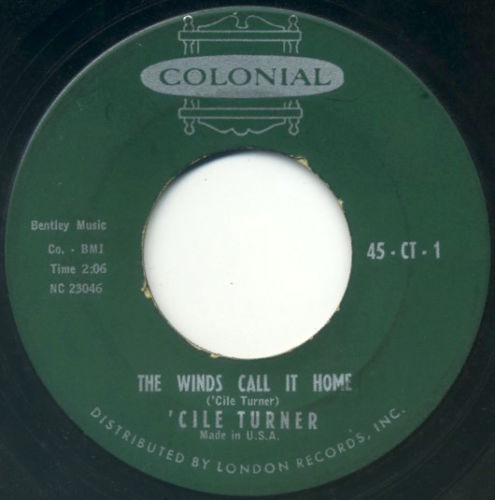 COLONIAL
Bentley Music
Co. - BMI
Time 2:06
NC 23046
45 - CT - 1
THE WINDS CALL IT HOME
('Cile Turner)
'CILE TURNER
Made in U.S.A.
DISTRIBUTED BY LONDON RECORDS, INC.